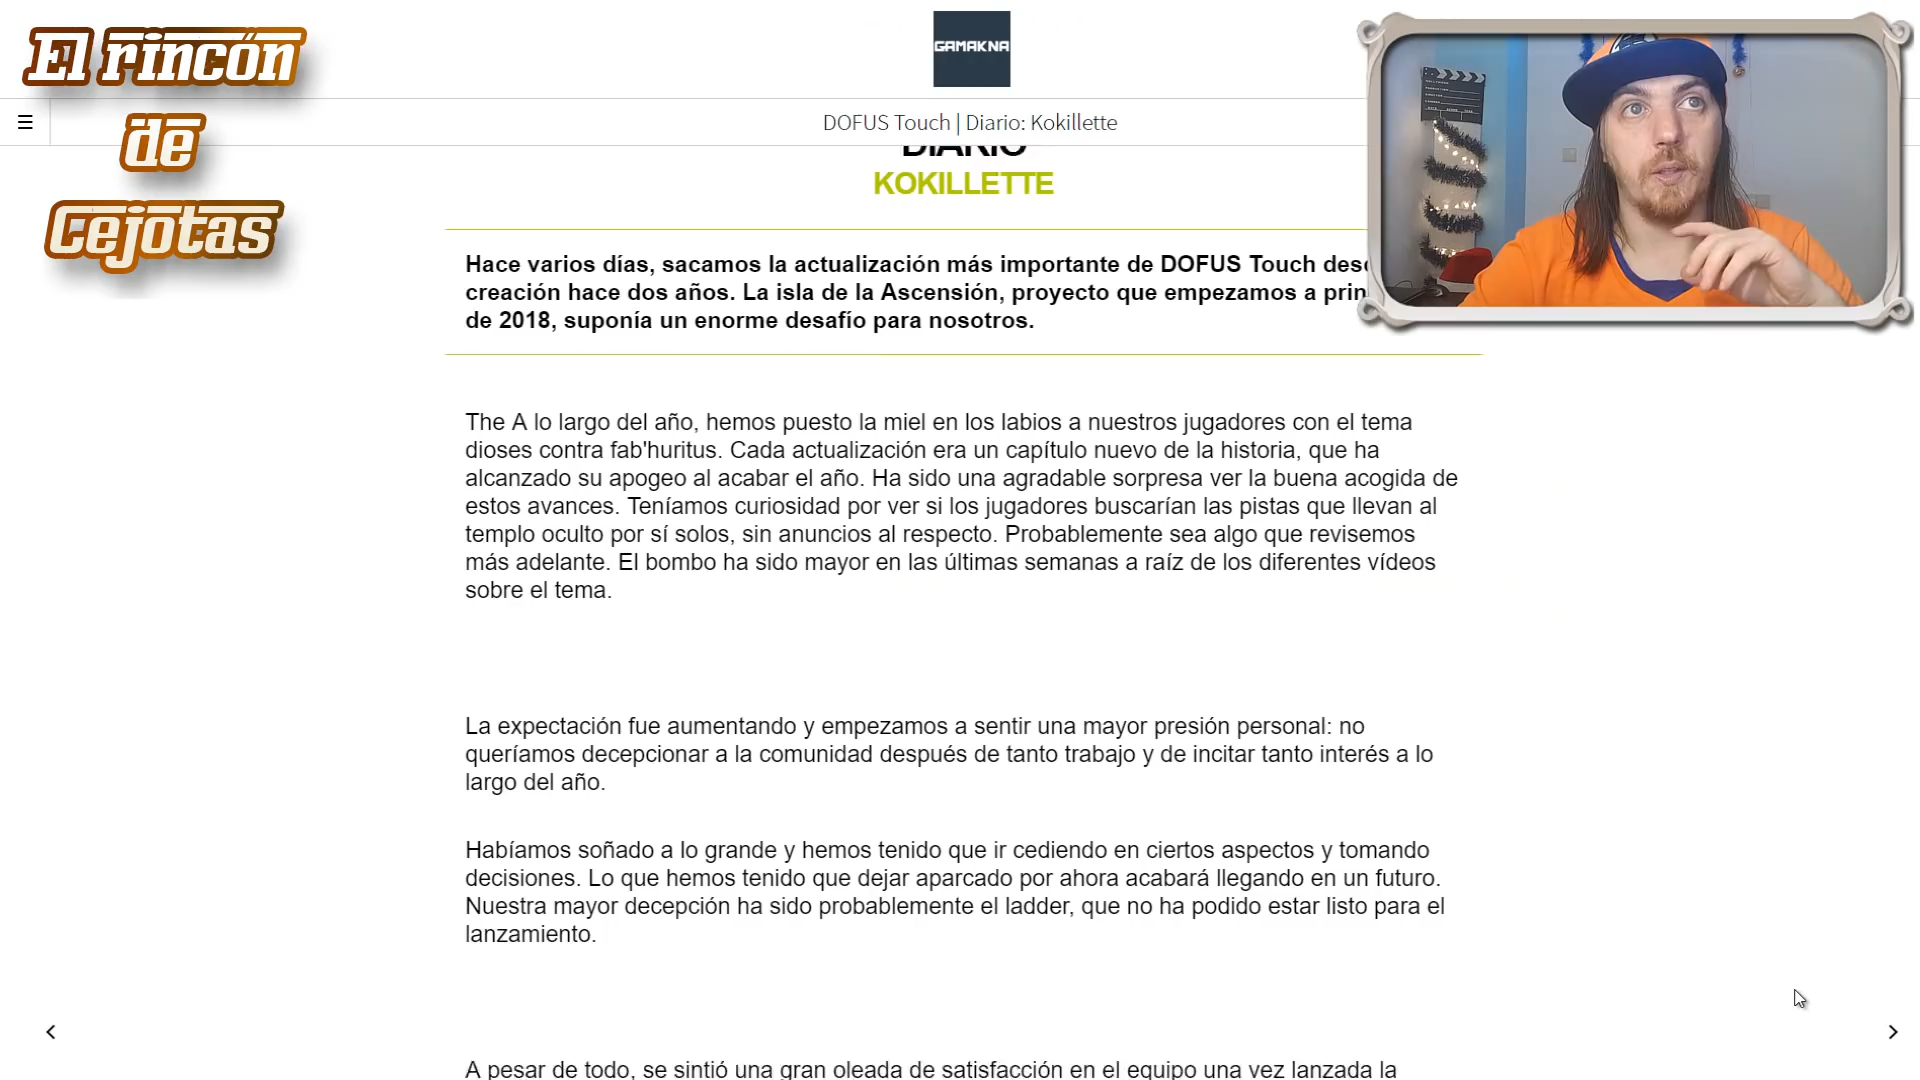 El rincón
de
Cejotas
GAMAKNA
☰
DOFUS Touch | Diario: Kokillette
DIARIO
KOKILLETTE
Hace varios días, sacamos la actualización más importante de DOFUS Touch
creación hace dos años. La isla de la Ascensión, proyecto que empezamos a
de 2018, suponía un enorme desafío para nosotros.
The A lo largo del año, hemos puesto la miel en los labios a nuestros jugadores con el tema
dioses contra fab'huritus. Cada actualización era un capítulo nuevo de la historia, que ha
alcanzado su apogeo al acabar el año. Ha sido una agradable sorpresa ver la buena acogida de
estos avances. Teníamos curiosidad por ver si los jugadores buscarían las pistas que llevan al
templo oculto por sí solos, sin anuncios al respecto. Probablemente sea algo que revisemos
más adelante. El bombo ha sido mayor en las últimas semanas a raíz de los diferentes vídeos
sobre el tema.
La expectación fue aumentando y empezamos a sentir una mayor presión personal: no
queríamos decepcionar a la comunidad después de tanto trabajo y de incitar tanto interés a lo
largo del año.
Habíamos soñado a lo grande y hemos tenido que ir cediendo en ciertos aspectos y tomando
decisiones. Lo que hemos tenido que dejar aparcado por ahora acabará llegando en un futuro.
Nuestra mayor decepción ha sido probablemente el ladder, que no ha podido estar listo para el
lanzamiento.
A pesar de todo, se sintió una gran oleada de satisfacción en el equipo una vez lanzada la